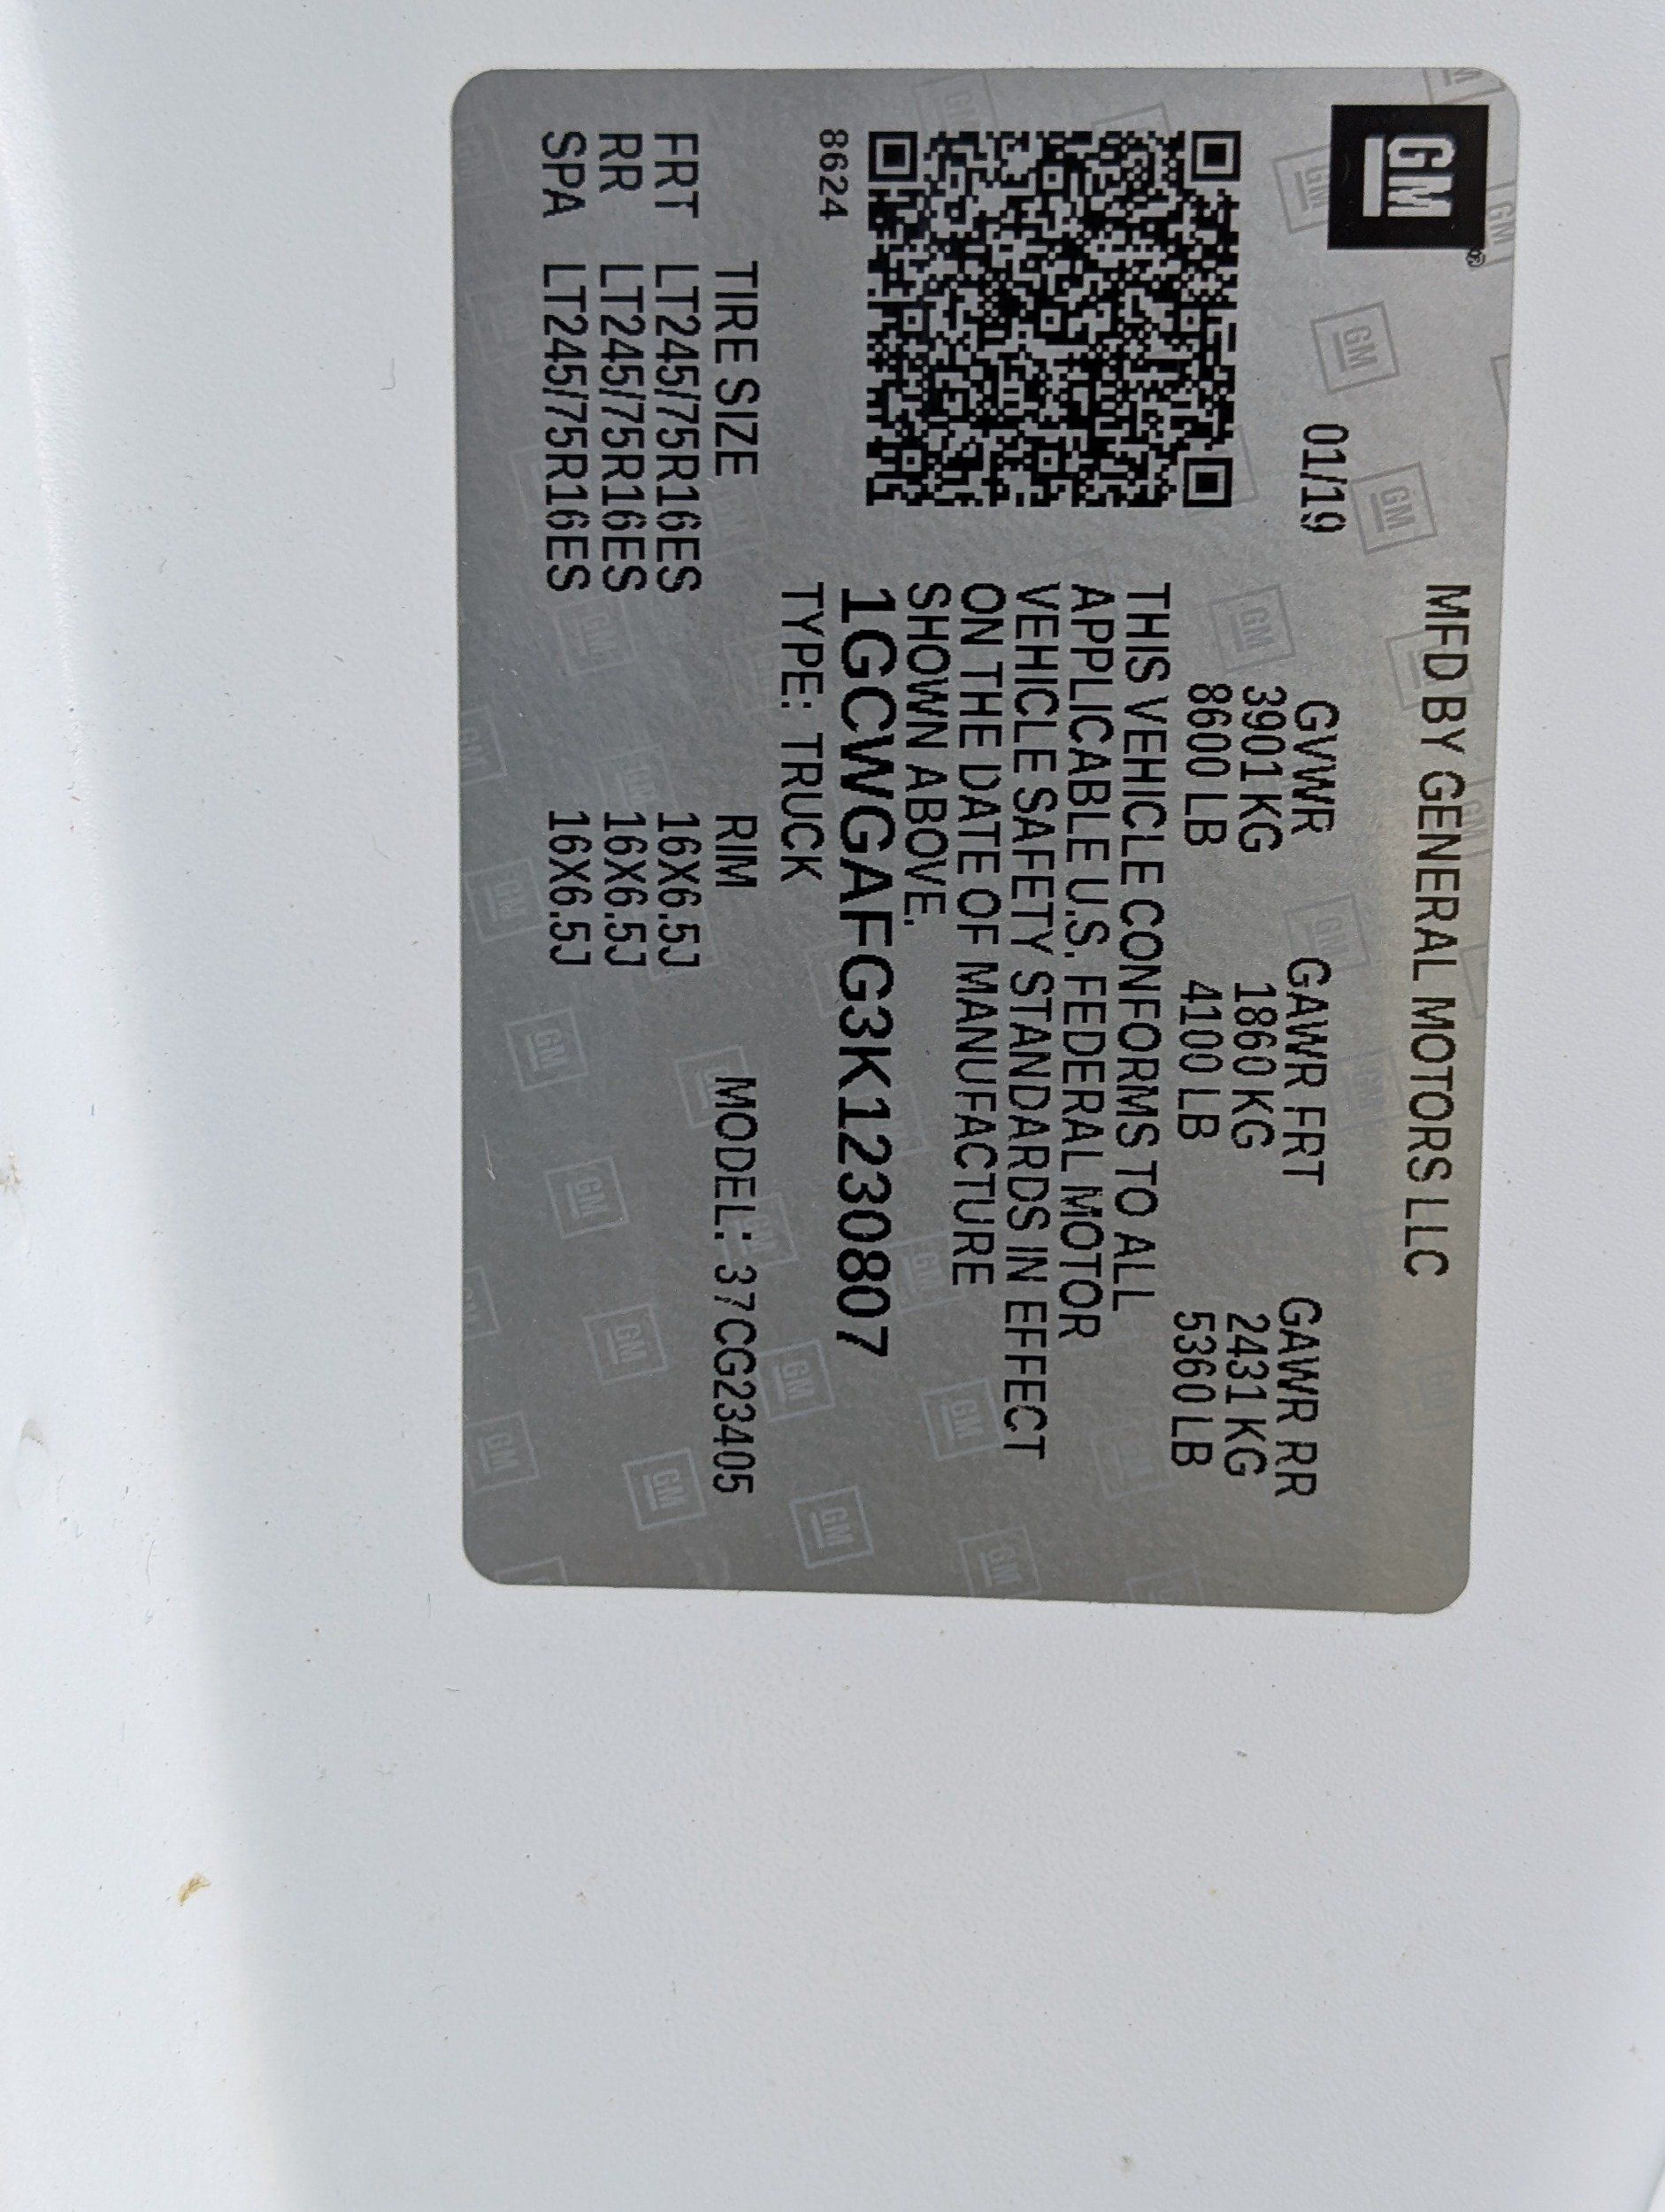 GM
MFD BY GENERAL MOTORS LLC
01/19 GVWR GAWR FRT GAWR RR
3901 KG 1860 KG 2431 KG
8600 LB 4100 LB 5360 LB
THIS VEHICLE CONFORMS TO ALL
APPLICABLE U.S. FEDERAL MOTOR
VEHICLE SAFETY STANDARDS IN EFFECT
ON THE DATE OF MANUFACTURE
SHOWN ABOVE.
8624 1GCWGAFG3K1230807
TYPE: TRUCK
TIRE SIZE RIM MODEL: 37CG23405
FRT LT245/75R16ES 16X6.5J
RR LT245/75R16ES 16X6.5J
SPA LT245/75R16ES 16X6.5J